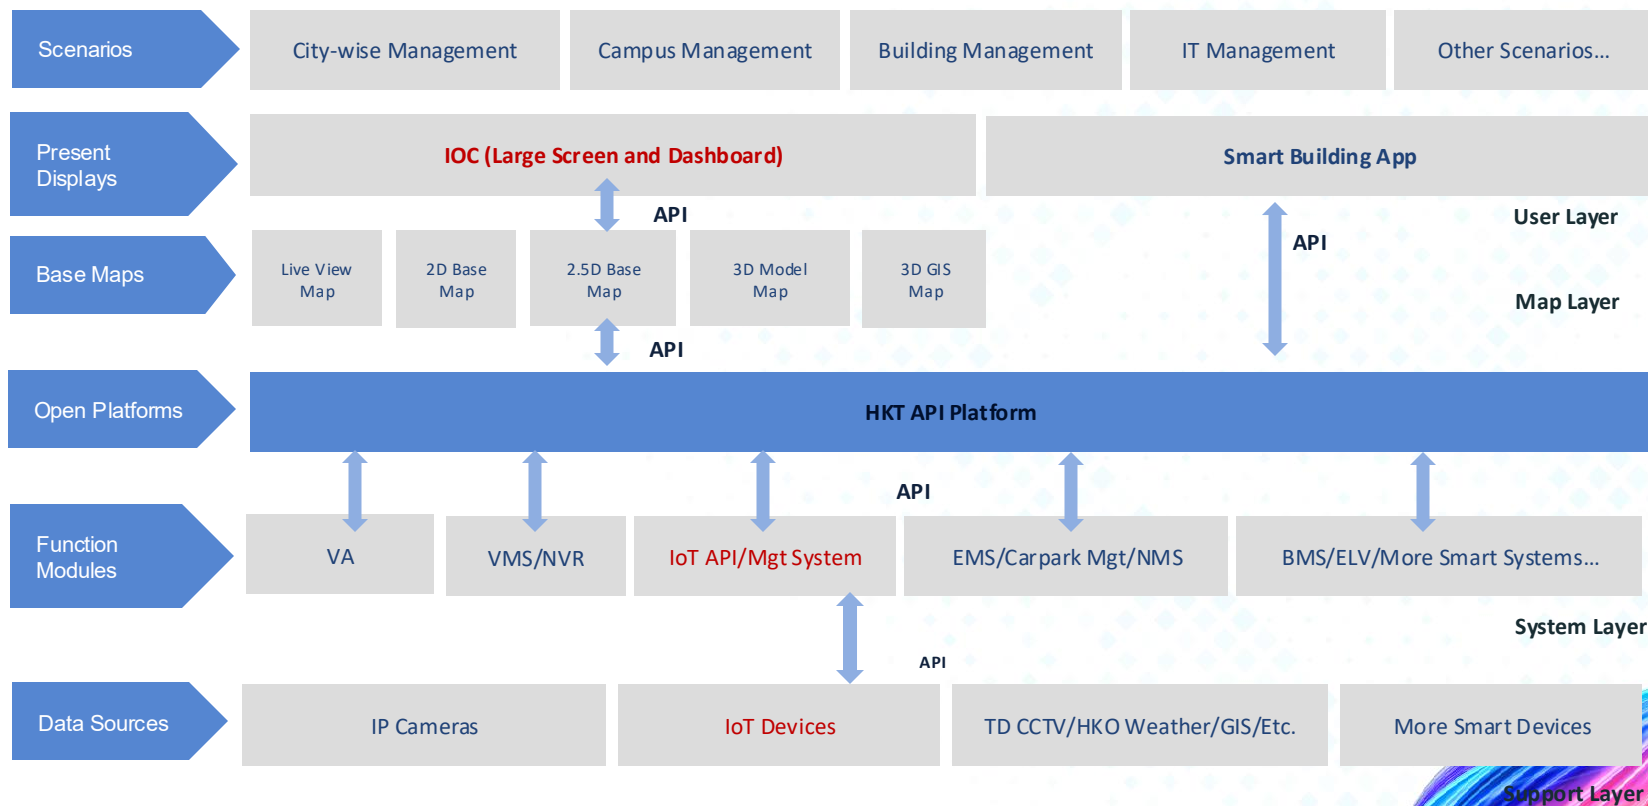 Scenarios
City-wise Management
Campus Management
Building Management
IT Management
Other Scenarios...
Present
Displays
IOC (Large Screen and Dashboard)
Smart Building App
API
User Layer
API
Base Maps
Live View
Map
2D Base
Map
2.5D Base
Map
3D Model
Map
3D GIS
Map
Map Layer
API
Open Platforms
HKT API Platform
API
Function
Modules
VA
VMS/NVR
IoT API/Mgt System
EMS/Carpark Mgt/NMS
BMS/ELV/More Smart Systems...
System Layer
API
Data Sources
IP Cameras
IoT Devices
TD CCTV/HKO Weather/GIS/Etc.
More Smart Devices
Support Layer